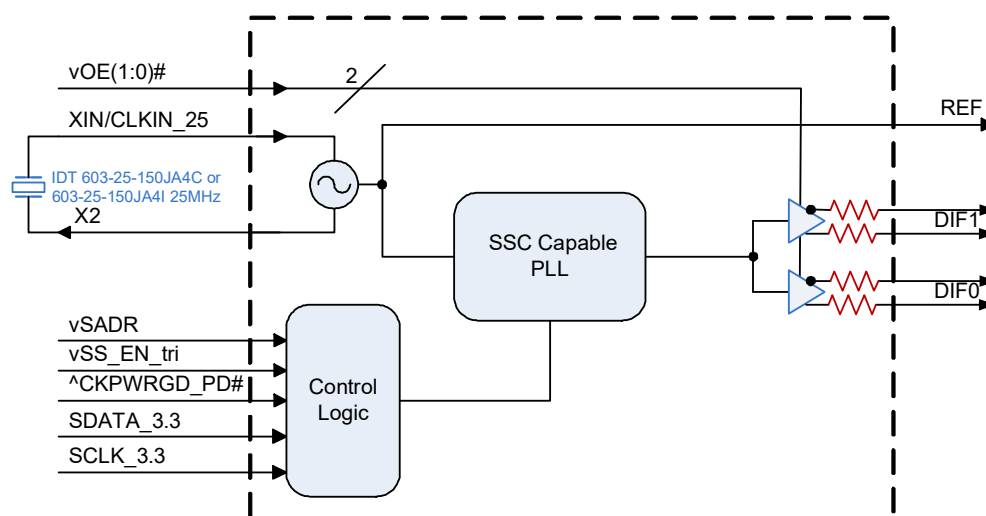 vOE(1:0)#
2
XIN/CLKIN_25
REF
IDT 603-25-150JA4C or
603-25-150JA4I 25MHz
X2
SSC Capable
PLL
DIF1
DIF0
vSADR
vSS_EN_tri
^CKPWRGD_PD#
SDATA_3.3
SCLK_3.3
Control
Logic